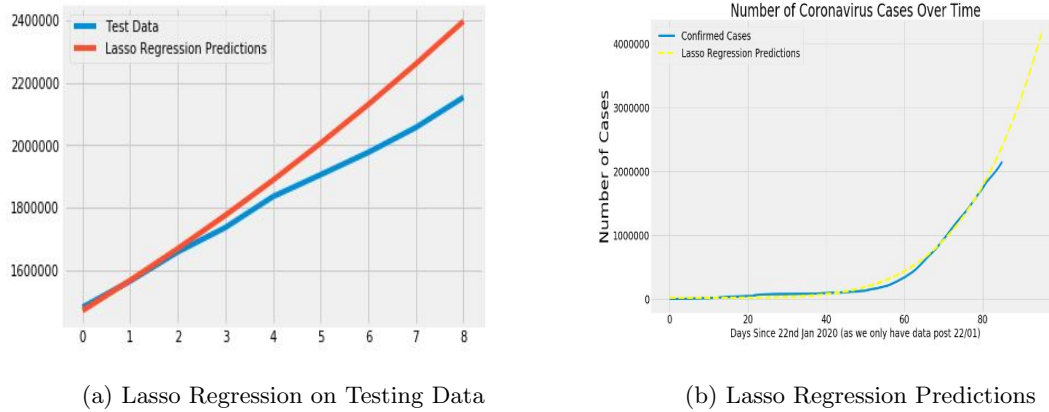 2400000
2200000
2000000
1800000
1600000
Test Data
Lasso Regression Predictions
0 1 2 3 4 5 6 7 8
(a) Lasso Regression on Testing Data
Number of Coronavirus Cases Over Time
Confirmed Cases
Lasso Regression Predictions
Number of Cases
4000000
3000000
2000000
1000000
0
0 20 40 60 80
Days Since 22nd Jan 2020 (as we only have data post 22/01)
(b) Lasso Regression Predictions